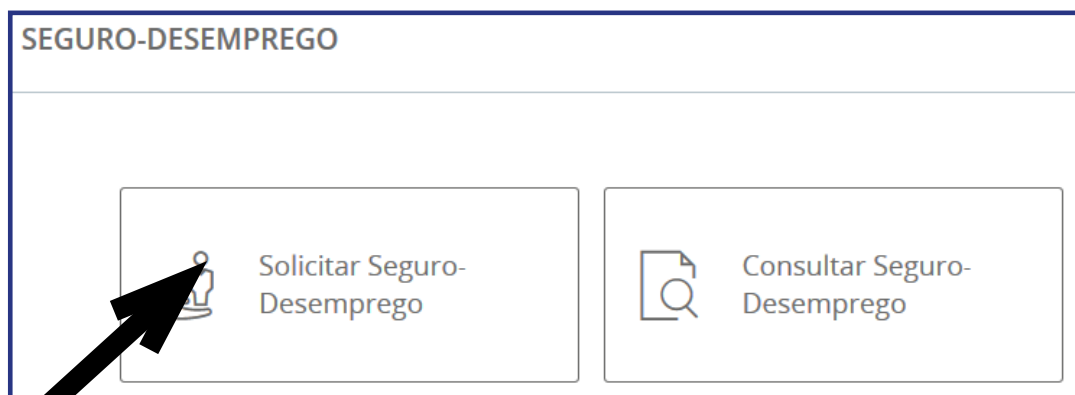 SEGURO-DESEMPREGO
Solicitar Seguro-
Desemprego
Consultar Seguro-
Desemprego